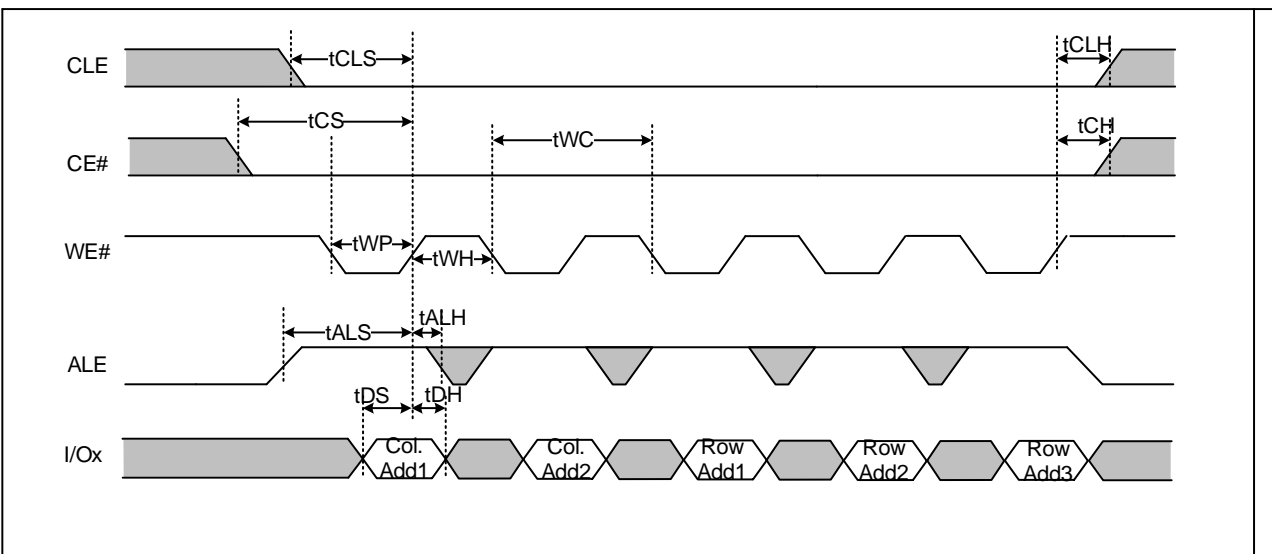 CLE
tCLS
tCLH
CE#
tCS
tWC
tCH
WE#
tWP
tWH
ALE
tALS
tALH
tDS
tDH
I/Ox
Col.
Add1
Col.
Add2
Row
Add1
Row
Add2
Row
Add3